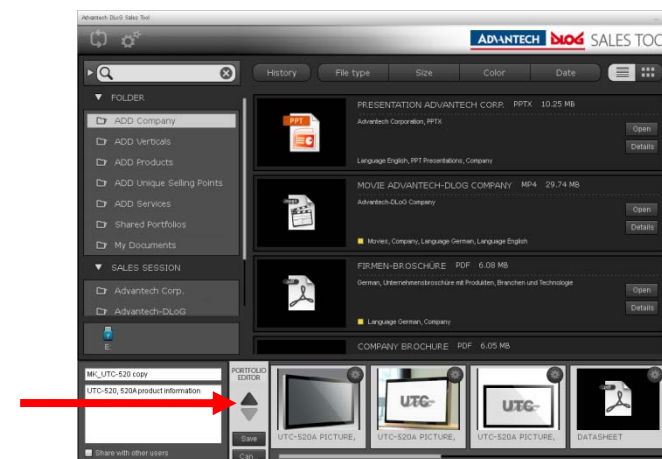 Advantech DLoG Sales Tool
ADVANTECH DLOG SALES TOO
History File type Size Color Date
FOLDER
ADD Company
ADD Verticals
ADD Products
ADD Unique Selling Points
ADD Services
Shared Portfolios
My Documents
SALES SESSION
Advantech Corp.
Advantech-DLoG
E:
PRESENTATION ADVANTECH CORP. PPTX 10.25 MB
PPT
Advantech Corporation, PPTX
Language English, PPT Presentations, Company
Open
Details
MOVIE ADVANTECH-DLOG COMPANY MP4 29.74 MB
Advantech-DLoG Company
Movies, Company, Language German, Language English
Open
Details
FIRMEN-BROSCHÜRE PDF 6.08 MB
German, Unternehmensbroschüre mit Produkten, Branchen und Technologie
Language German, Company
Open
Details
COMPANY BROCHURE PDF 6.05 MB
MK_UTC-520 copy
UTC-520, 520A product information
Share with other users
PORTFOLIO
EDITOR
Save
Can
UTC-
UTC-
UTC-520A PICTURE,
UTC-520A PICTURE,
UTC-520A PICTURE,
DATASHEET